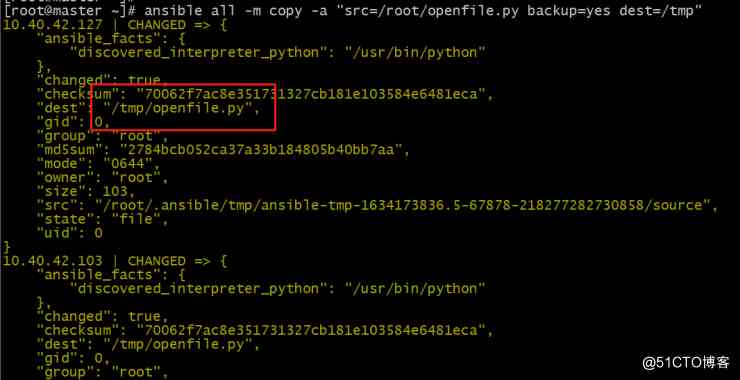 [root@master ~]# ansible all -m copy -a "src=/root/openfile.py backup=yes dest=/tmp"
10.40.42.127 | CHANGED => {
    "ansible_facts": {
        "discovered_interpreter_python": "/usr/bin/python"
    },
    "changed": true,
    "checksum": "70062f7ac8e351731327cb181e103584e6481eca",
    "dest": "/tmp/openfile.py",
    "gid": 0,
    "group": "root",
    "md5sum": "2784bcb052ca37a33b184805b40bb7aa",
    "mode": "0644",
    "owner": "root",
    "size": 103,
    "src": "/root/.ansible/tmp/ansible-tmp-1634173836.5-67878-218277282730858/source",
    "state": "file",
    "uid": 0
}
10.40.42.103 | CHANGED => {
    "ansible_facts": {
        "discovered_interpreter_python": "/usr/bin/python"
    },
    "changed": true,
    "checksum": "70062f7ac8e351731327cb181e103584e6481eca",
    "dest": "/tmp/openfile.py",
    "gid": 0,
    "group": "root",
@51CTO博客